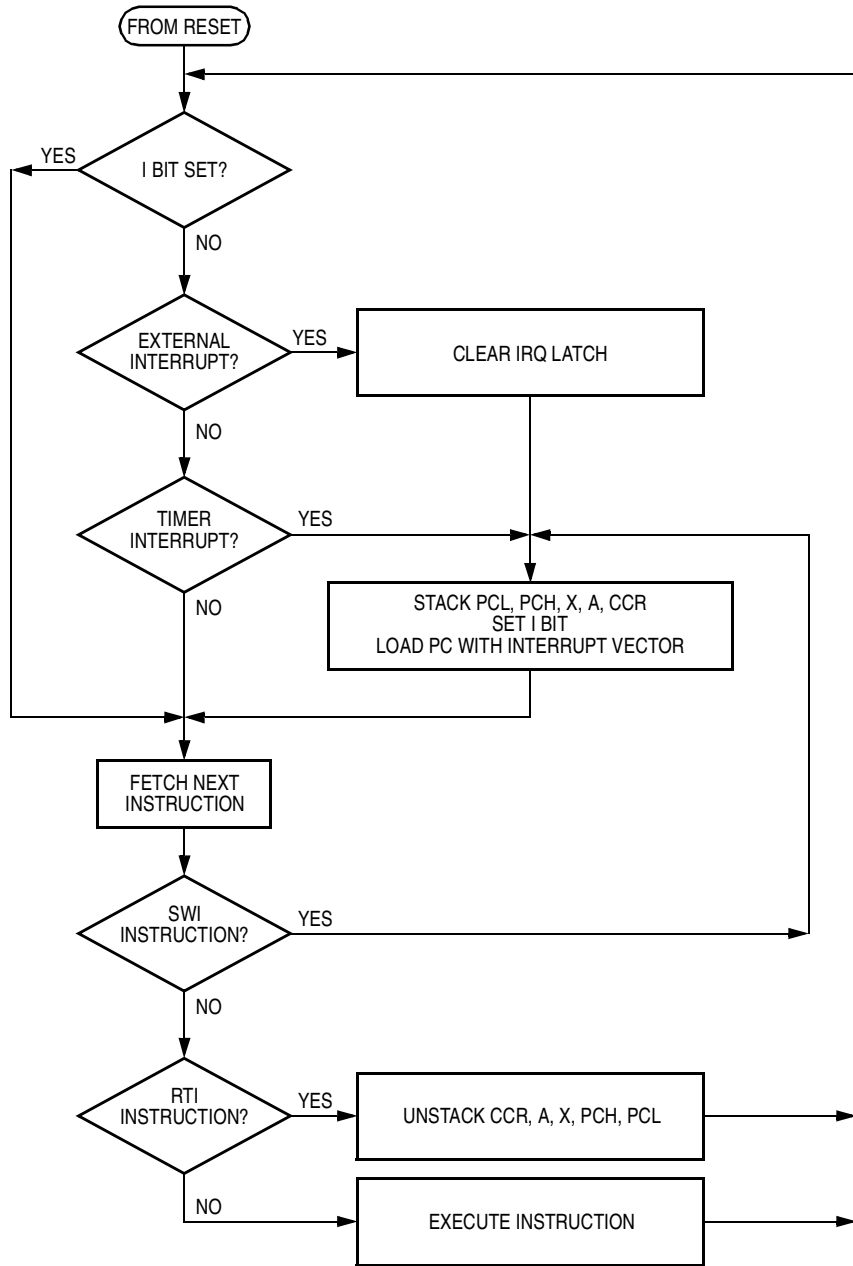 FROM RESET
YES
I BIT SET?
NO
EXTERNAL
INTERRUPT?
YES
CLEAR IRQ LATCH
NO
TIMER
INTERRUPT?
YES
NO
STACK PCL, PCH, X, A, CCR
SET I BIT
LOAD PC WITH INTERRUPT VECTOR
FETCH NEXT
INSTRUCTION
SWI
INSTRUCTION?
YES
NO
RTI
INSTRUCTION?
YES
UNSTACK CCR, A, X, PCH, PCL
NO
EXECUTE INSTRUCTION